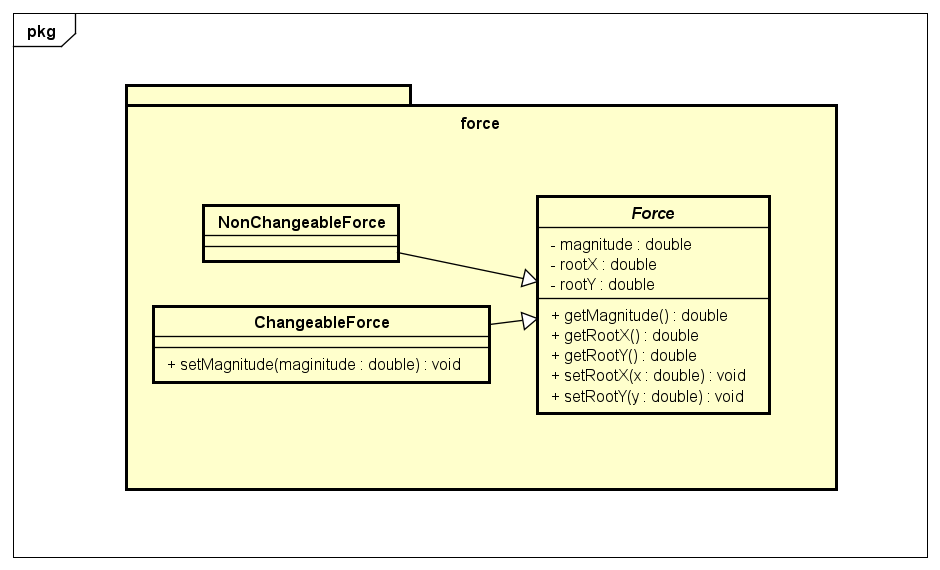 pkg
force
NonChangeableForce
ChangeableForce
+ setMagnitude(maginitude : double) : void
Force
- magnitude : double
- rootX : double
- rootY : double
+ getMagnitude() : double
+ getRootX() : double
+ getRootY() : double
+ setRootX(x : double) : void
+ setRootY(y : double) : void